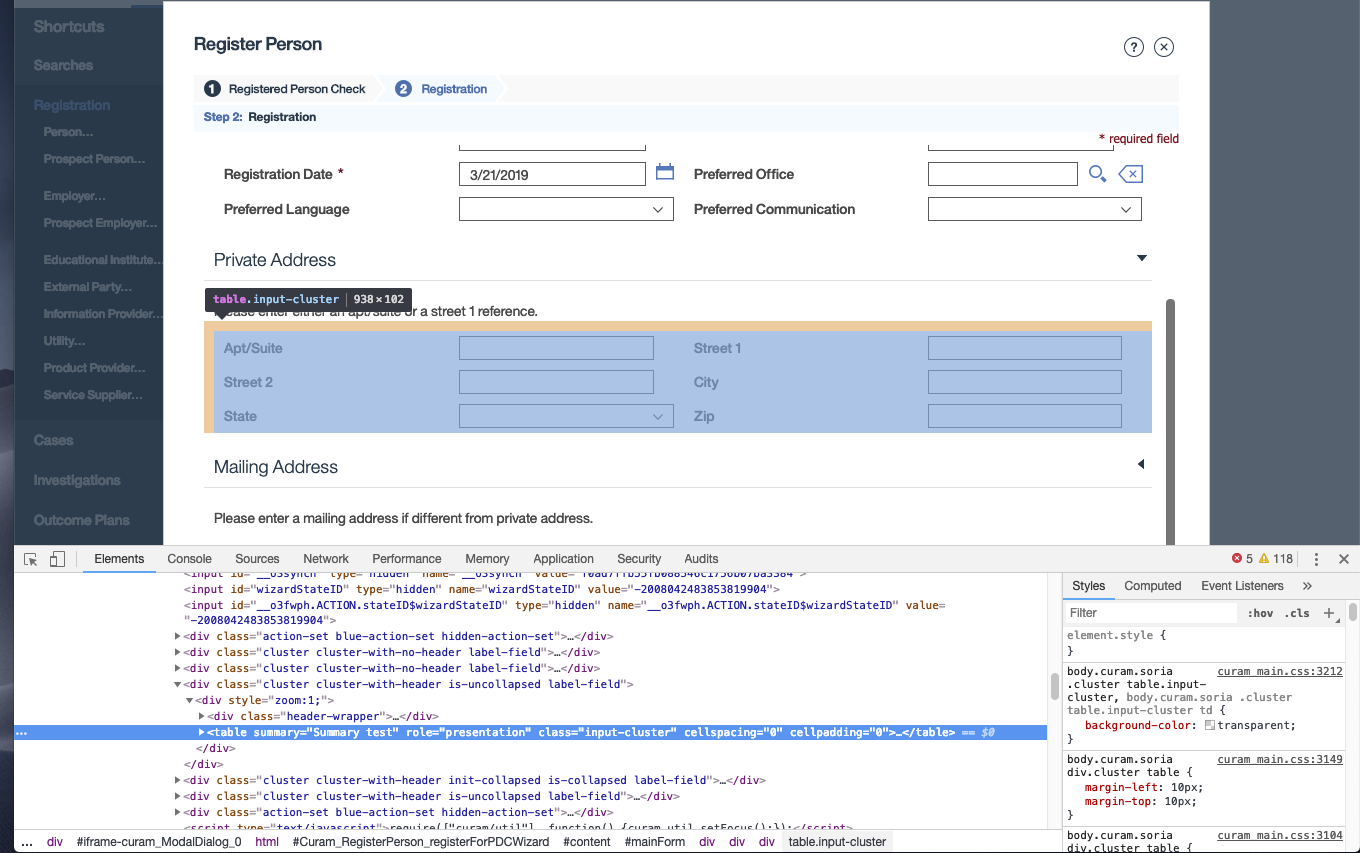 Shortcuts
Searches
Registration
Person...
Prospect Person...
Employer...
Prospect Employer...
Educational Institute...
External Party...
Information Provider...
Utility...
Product Provider...
Service Supplier...
Cases
Investigations
Outcome Plans
Register Person
?
1 Registered Person Check 2 Registration
Step 2: Registration
* required field
Registration Date * 3/21/2019 Preferred Office
Preferred Language Preferred Communication
Private Address
table.input-cluster | 938 × 102
Please enter either an apt/suite or a street 1 reference.
Apt/Suite Street 1
Street 2 City
State Zip
Mailing Address
Please enter a mailing address if different from private address.
Elements Console Sources Network Performance Memory Application Security Audits 5 118
<input id="wizardStateID" type="hidden" name="wizardStateID" value="-2008042483853819904">
<input id="__o3fwph.ACTION.stateID$wizardStateID" type="hidden" name="__o3fwph.ACTION.stateID$wizardStateID" value=
"-2008042483853819904">
<div class="action-set blue-action-set hidden-action-set">…</div>
<div class="cluster cluster-with-no-header label-field">…</div>
<div class="cluster cluster-with-no-header label-field">…</div>
<div class="cluster cluster-with-header is-uncollapsed label-field">
<div style="zoom:1;">
<div class="header-wrapper">…</div>
... <table summary="Summary test" role="presentation" class="input-cluster" cellspacing="0" cellpadding="0">…</table> == $0
</div>
</div>
<div class="cluster cluster-with-header init-collapsed is-collapsed label-field">…</div>
<div class="cluster cluster-with-header is-uncollapsed label-field">…</div>
<div class="action-set blue-action-set hidden-action-set">…</div>
<script type="text/javascript">require(["curam/util"], function() {curam.util.setFocus();});</script>
... div #iframe-curam_ModalDialog_0 html #Curam_RegisterPerson_registerForPDCWizard #content #mainForm div div div table.input-cluster
Styles Computed Event Listeners »
Filter :hov .cls +
element.style {
}
body.curam.soria curam_main.css:3212
.cluster table.input-
cluster, body.curam.soria .cluster
table.input-cluster td {
background-color: transparent;
}
body.curam.soria curam_main.css:3149
div.cluster table {
margin-left: 10px;
margin-top: 10px;
}
body.curam.soria curam_main.css:3104
div.cluster table {